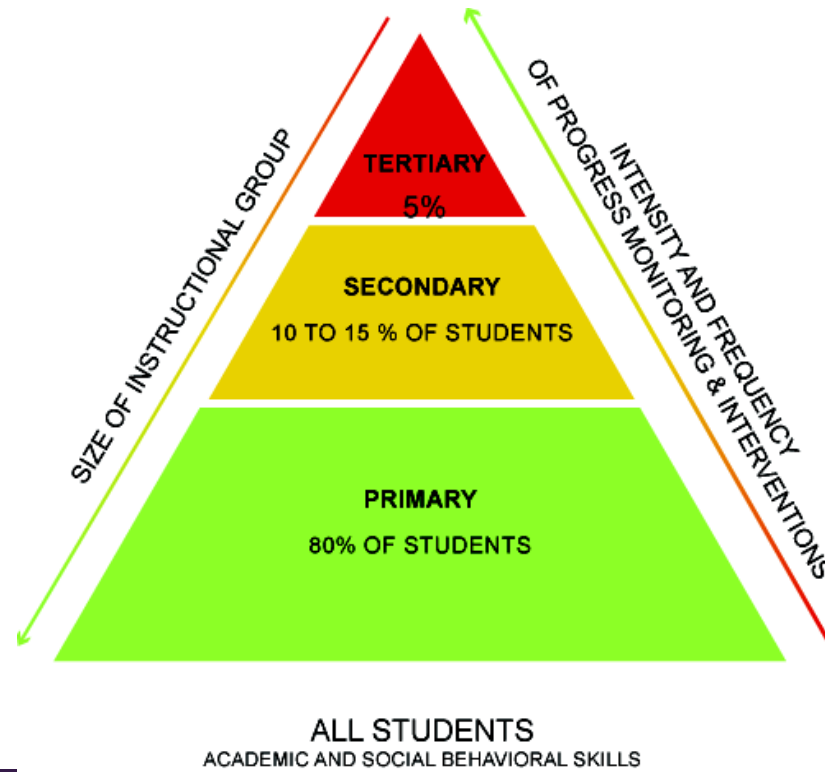 TERTIARY
5%
SECONDARY
10 TO 15 % OF STUDENTS
PRIMARY
80% OF STUDENTS
SIZE OF INSTRUCTIONAL GROUP
INTENSITY AND FREQUENCY
OF PROGRESS MONITORING & INTERVENTIONS
ALL STUDENTS
ACADEMIC AND SOCIAL BEHAVIORAL SKILLS